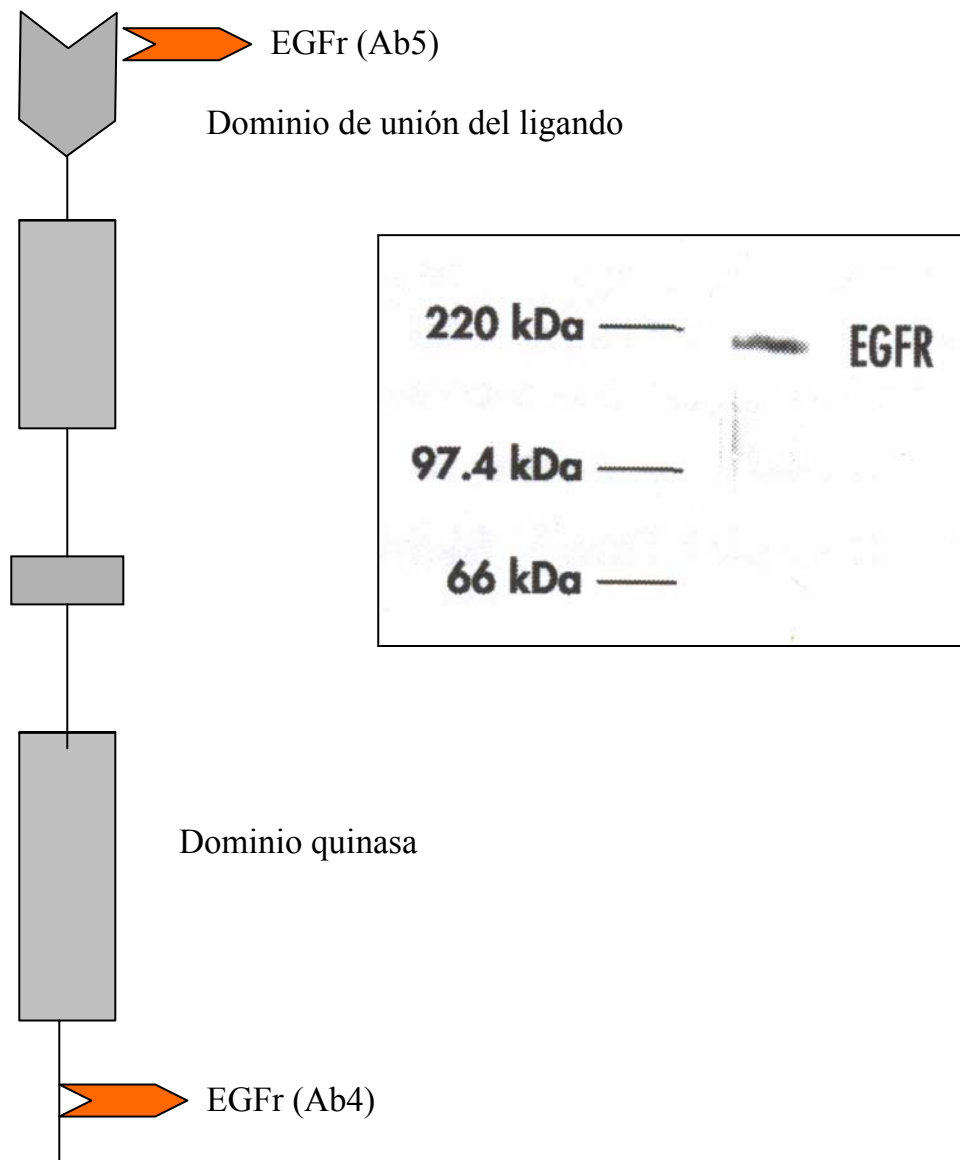 EGFr (Ab5)
Dominio de unión del ligando
220 kDa
EGFR
97.4 kDa
66 kDa
Dominio quinasa
EGFr (Ab4)